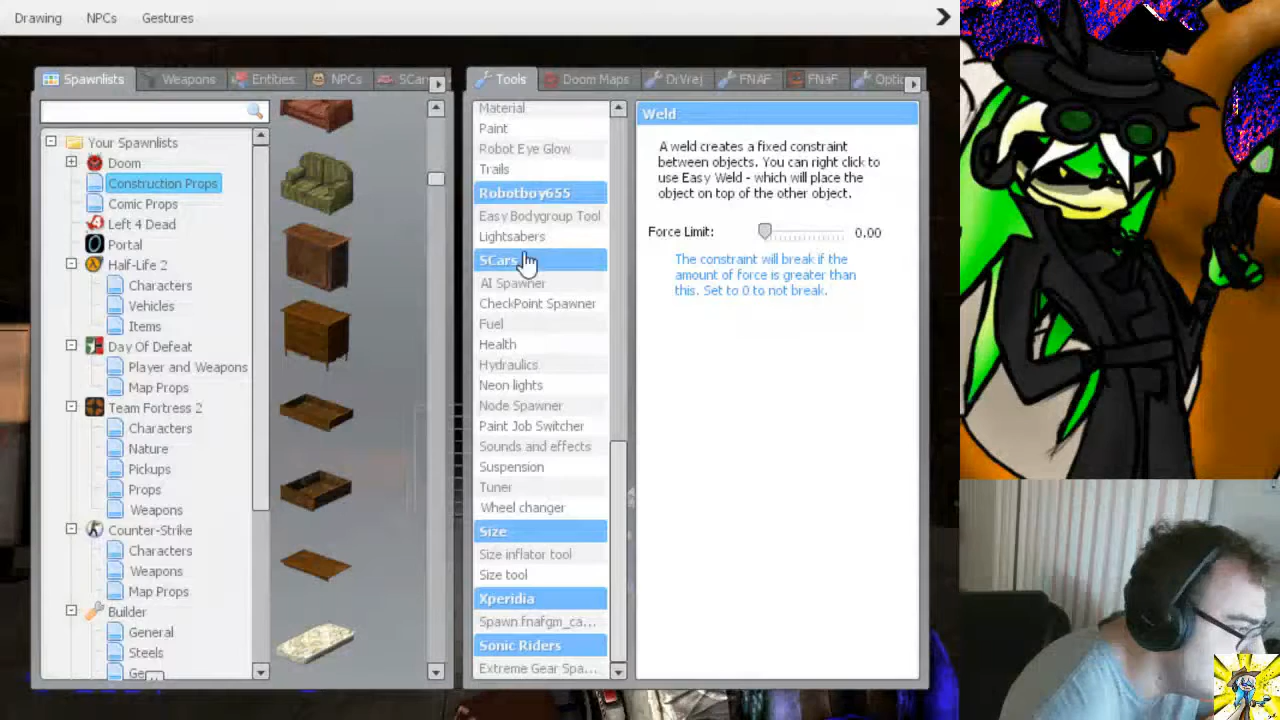 Drawing NPCs Gestures
Spawnlists Weapons Entities NPCs SCar
Your Spawnlists
Doom
Construction Props
Comic Props
Left 4 Dead
Portal
Half-Life 2
Characters
Vehicles
Items
Day Of Defeat
Player and Weapons
Map Props
Team Fortress 2
Characters
Nature
Pickups
Props
Weapons
Counter-Strike
Characters
Weapons
Map Props
Builder
General
Steels
Tools Doom Maps DrVrej FNAF FNaF Optio
Material
Paint
Robot Eye Glow
Trails
Robotboy655
Easy Bodygroup Tool
Lightsabers
SCars
AI Spawner
CheckPoint Spawner
Fuel
Health
Hydraulics
Neon lights
Node Spawner
Paint Job Switcher
Sounds and effects
Suspension
Tuner
Wheel changer
Size
Size inflator tool
Size tool
Xperidia
Spawn fnafgm_ca...
Sonic Riders
Extreme Gear Spa...
Weld
A weld creates a fixed constraint
between objects. You can right click to
use Easy Weld - which will place the
object on top of the other object.
Force Limit: 0.00
The constraint will break if the
amount of force is greater than
this. Set to 0 to not break.